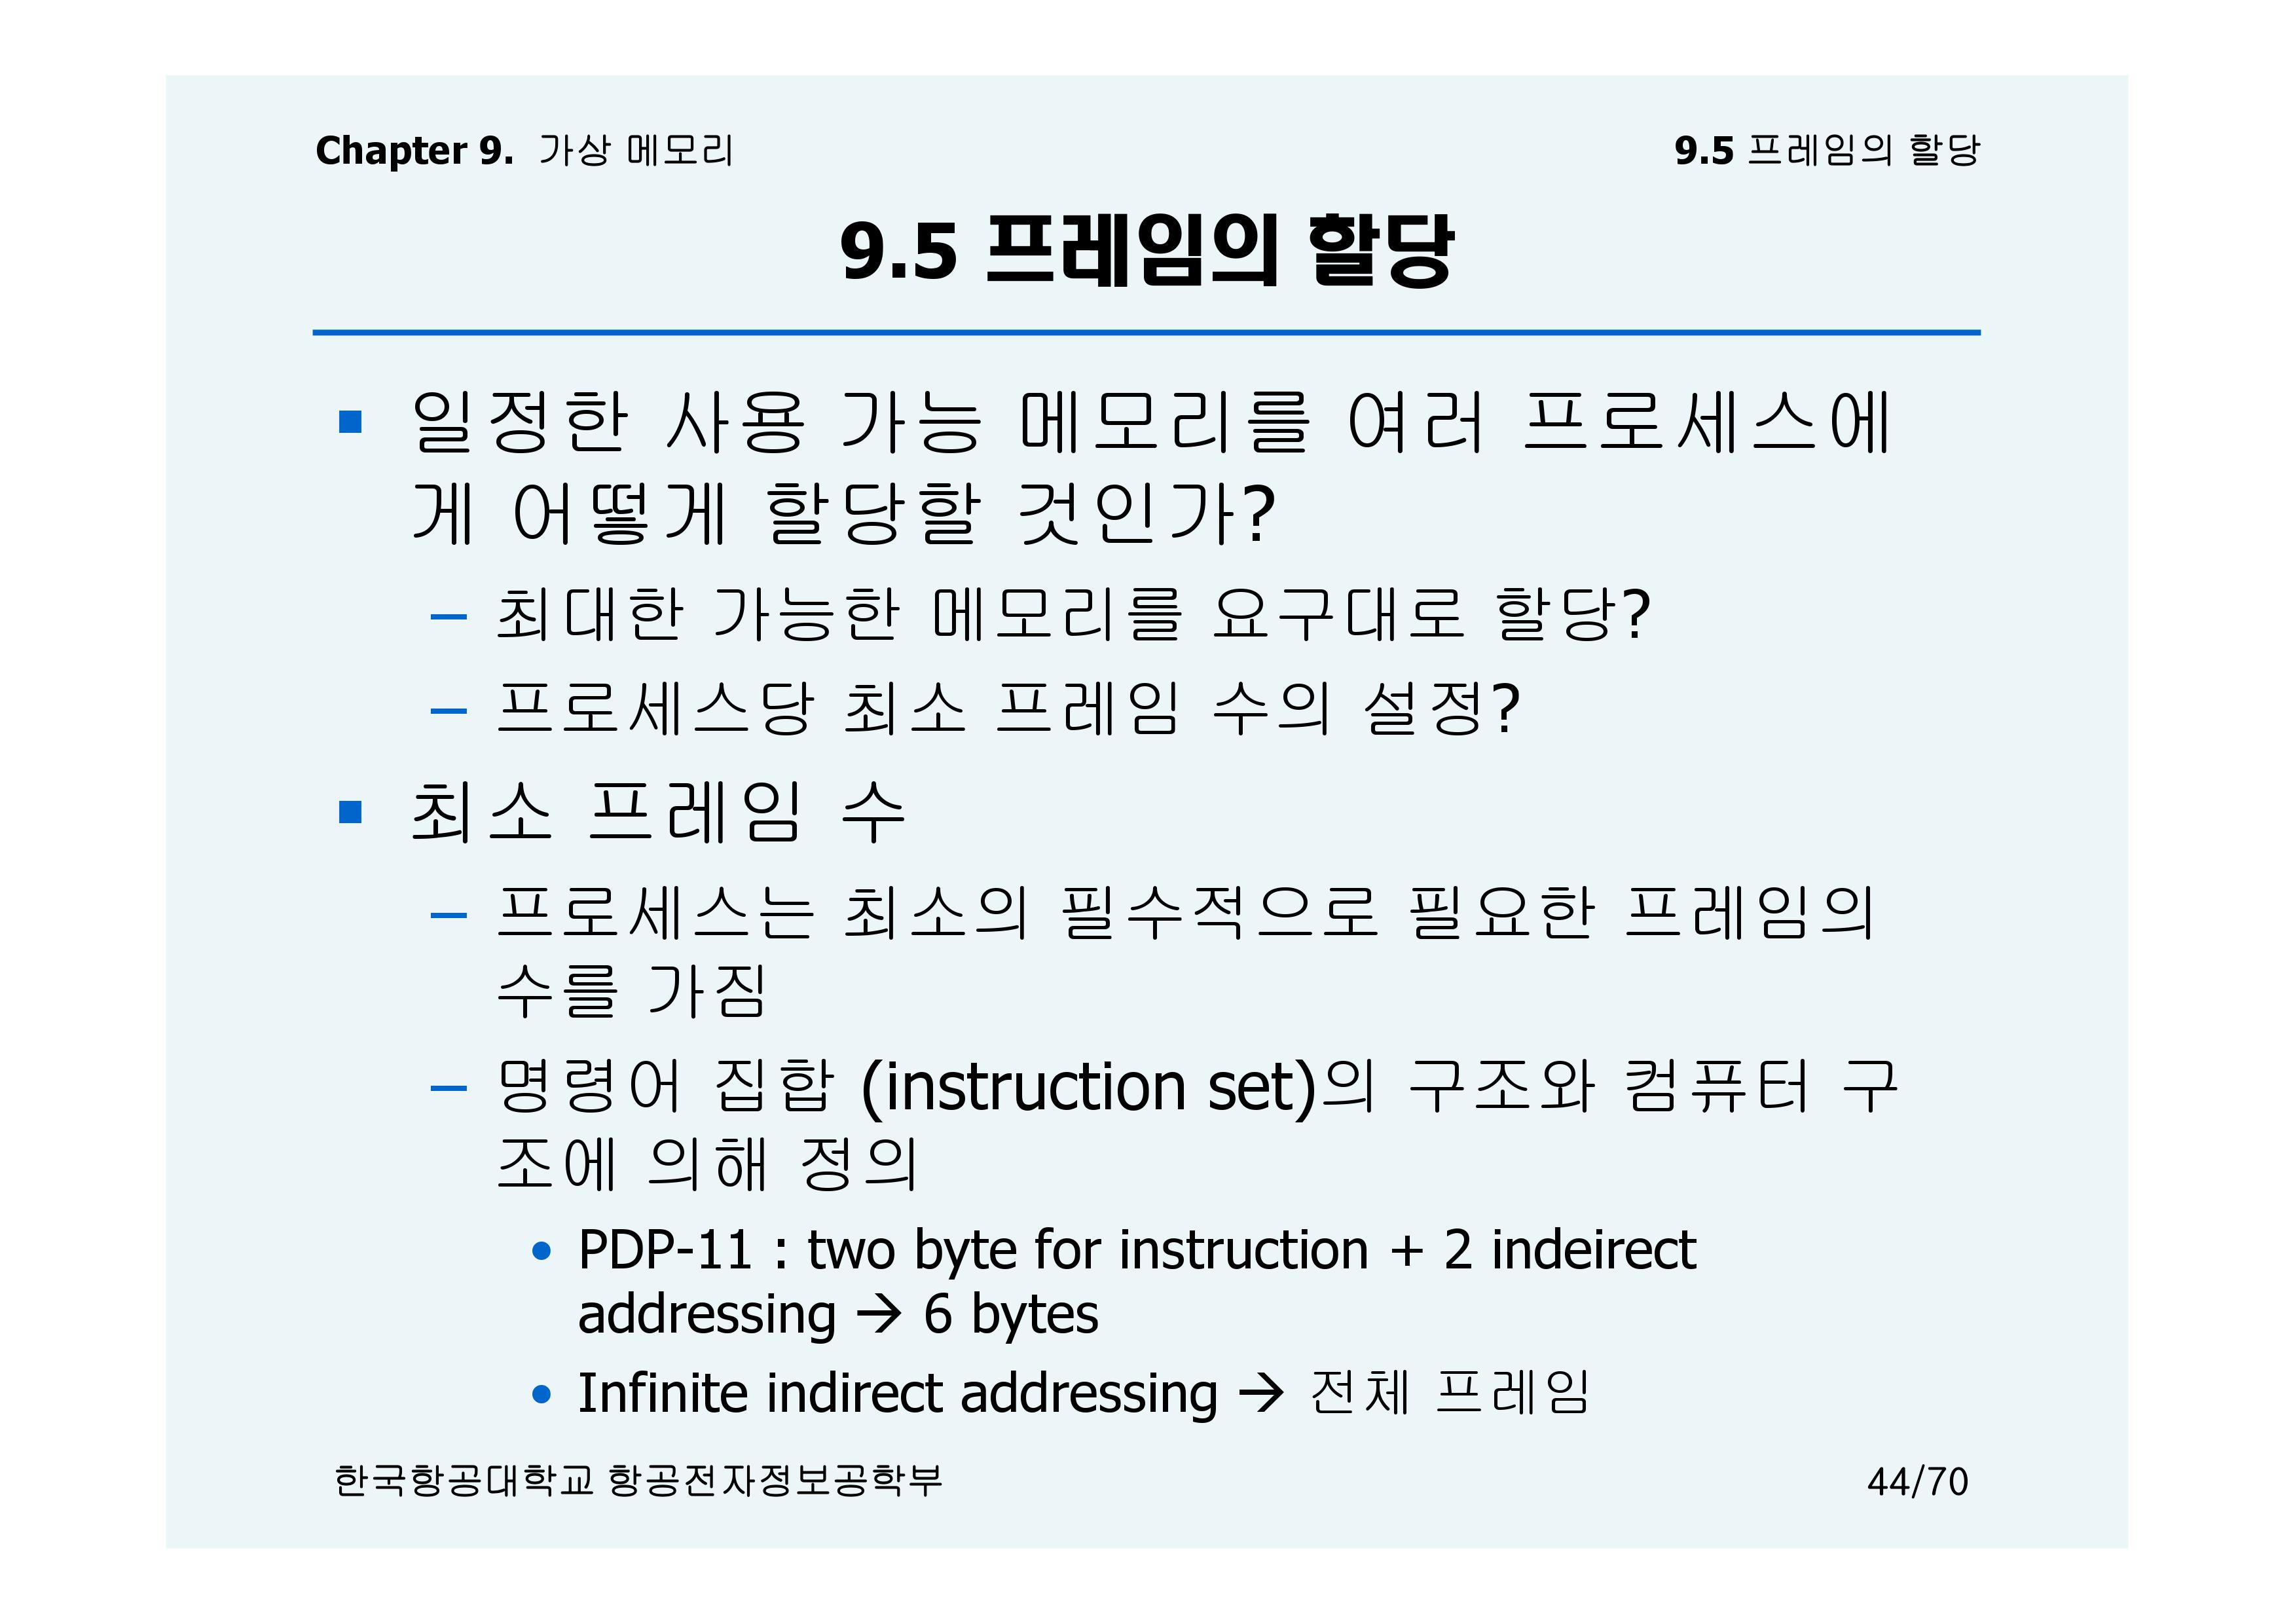 Chapter 9. 가상 메모리
9.5 프레임의 할당
9.5 프레임의 할당
일정한 사용 가능 메모리를 여러 프로세스에
게 어떻게 할당할 것인가?
최대한 가능한 메모리를 요구대로 할당?
프로세스당 최소 프레임 수의 설정?
최소 프레임 수
프로세스는 최소의 필수적으로 필요한 프레임의
수를 가짐
명령어 집합 (instruction set)의 구조와 컴퓨터 구
조에 의해 정의
PDP-11 : two byte for instruction + 2 indeirect
addressing → 6 bytes
Infinite indirect addressing → 전체 프레임
한국항공대학교 항공전자정보공학부
44/70